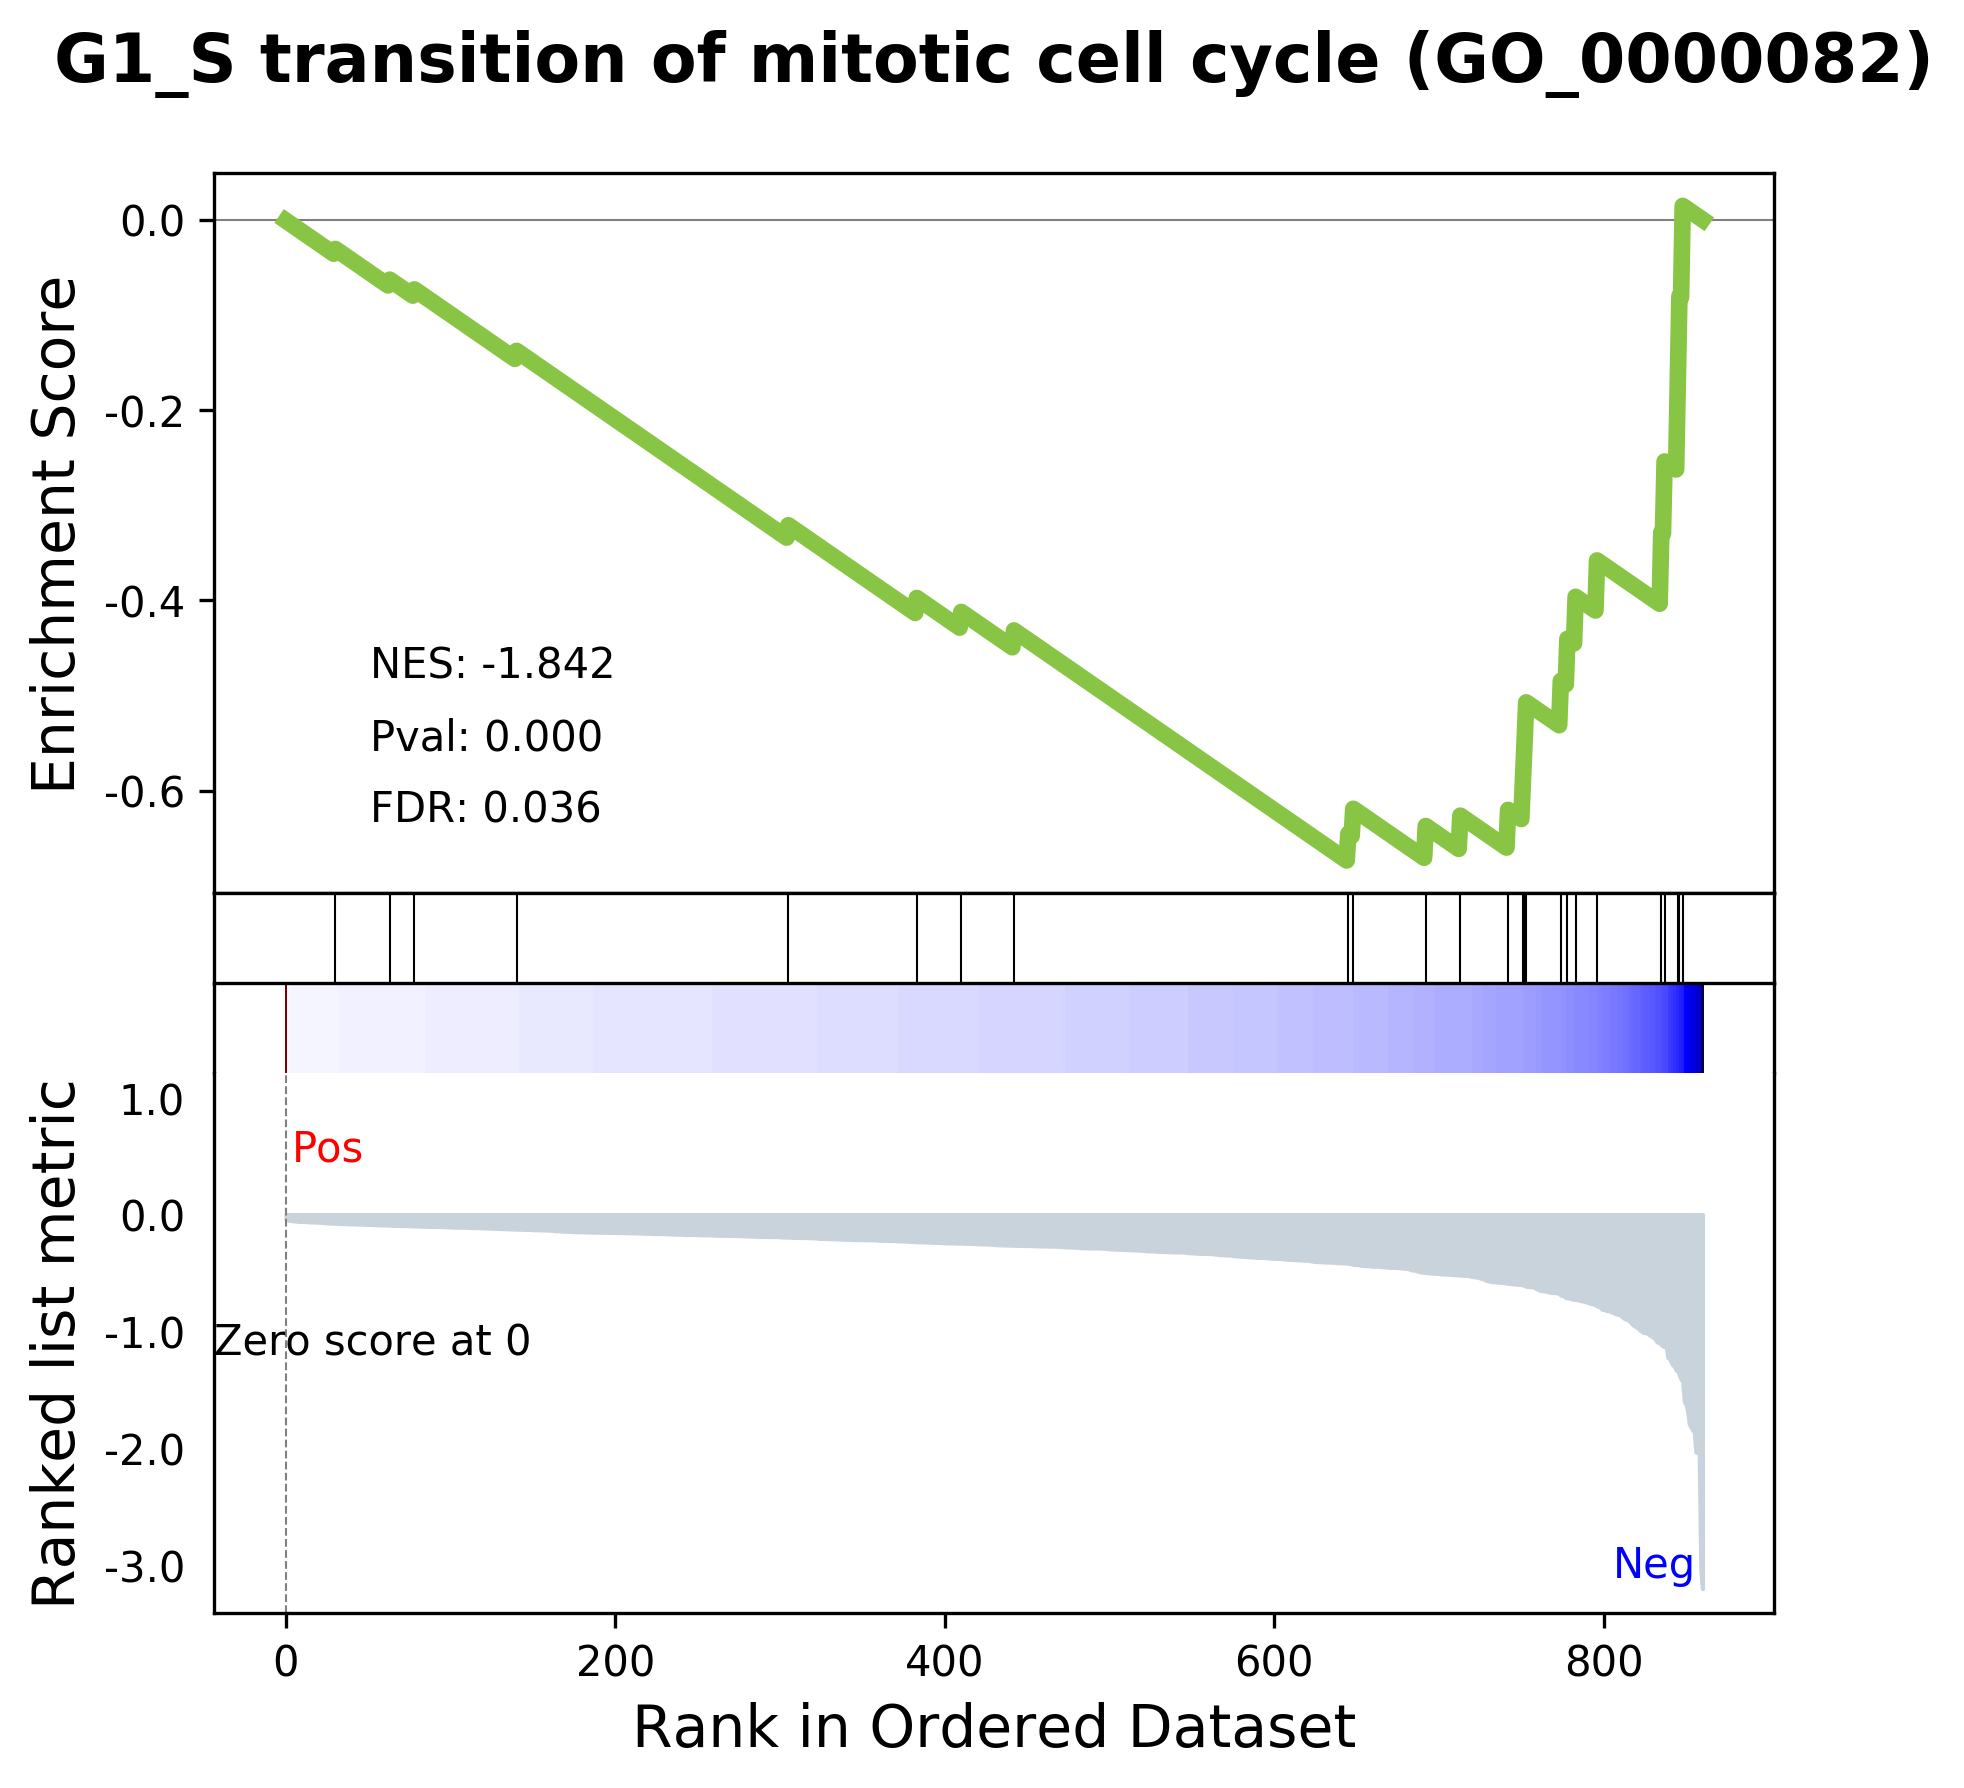 G1_S transition of mitotic cell cycle (GO_0000082)
Enrichment Score
0.0
-0.2
-0.4
-0.6
NES: -1.842
Pval: 0.000
FDR: 0.036
Ranked list metric
1.0
0.0
-1.0
-2.0
-3.0
Pos
Zero score at 0
Neg
0 200 400 600 800
Rank in Ordered Dataset